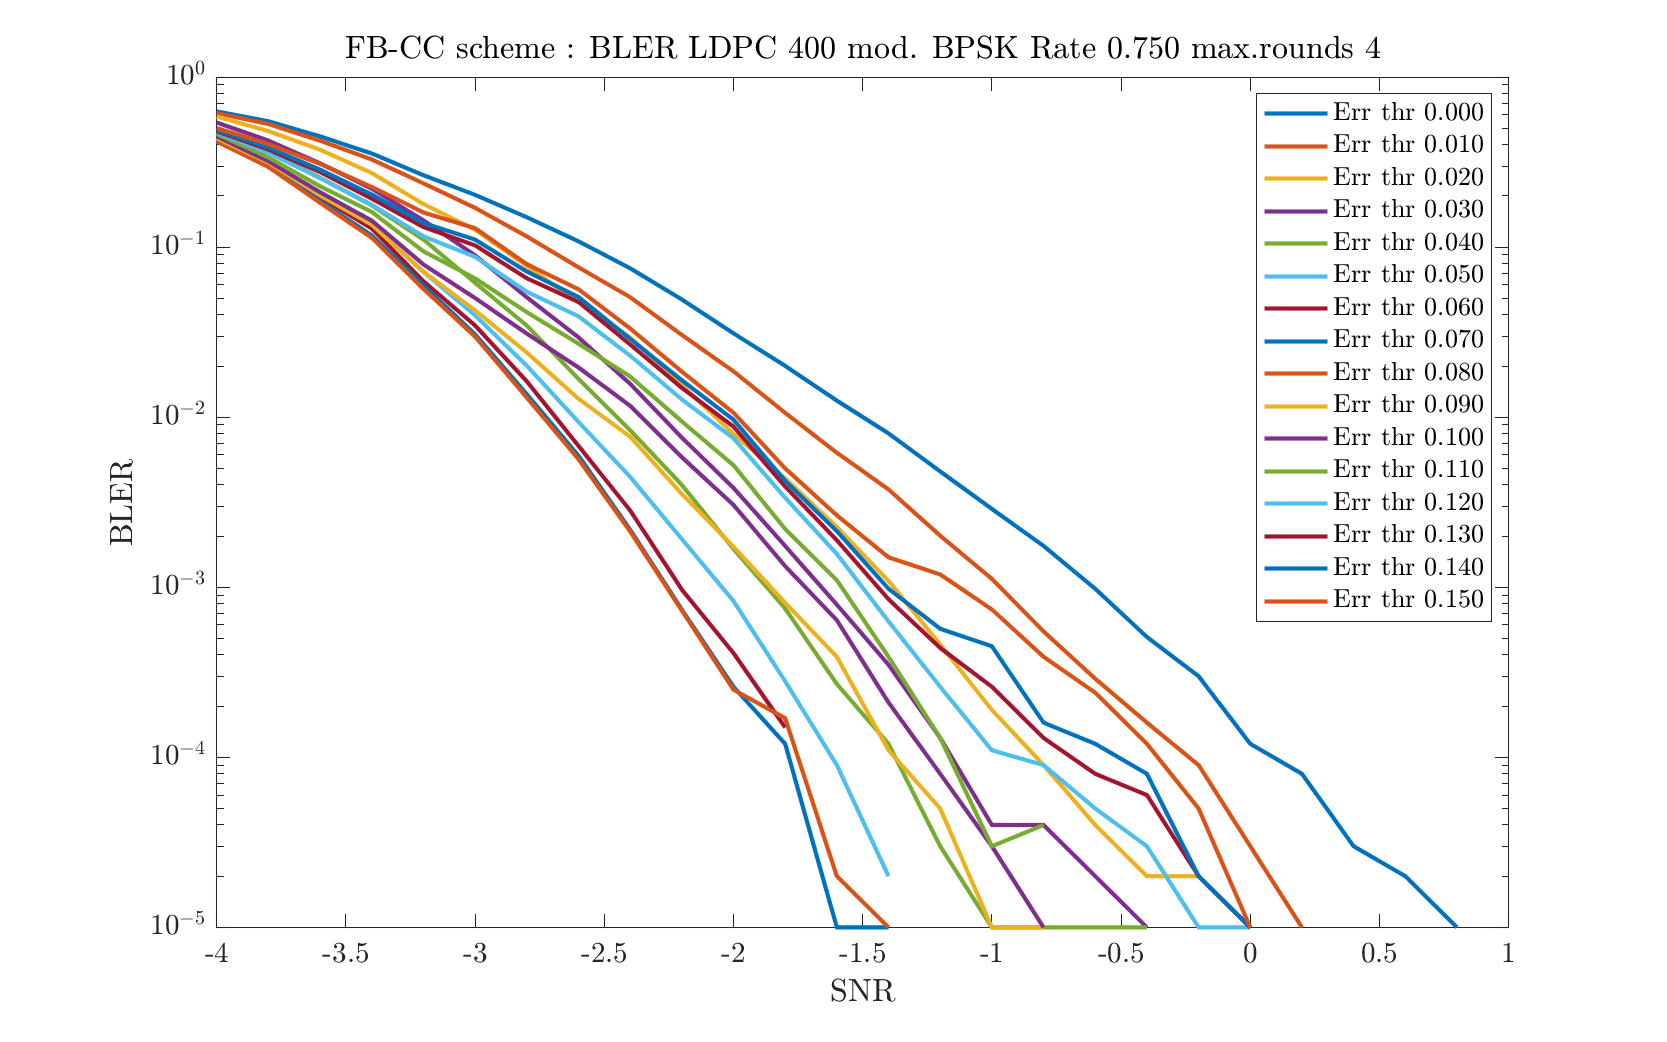 FB-CC scheme : BLER LDPC 400 mod. BPSK Rate 0.750 max.rounds 4
10^0
10^-1
10^-2
10^-3
10^-4
10^-5
BLER
-4 -3.5 -3 -2.5 -2 -1.5 -1 -0.5 0 0.5 1
SNR
Err thr 0.000
Err thr 0.010
Err thr 0.020
Err thr 0.030
Err thr 0.040
Err thr 0.050
Err thr 0.060
Err thr 0.070
Err thr 0.080
Err thr 0.090
Err thr 0.100
Err thr 0.110
Err thr 0.120
Err thr 0.130
Err thr 0.140
Err thr 0.150